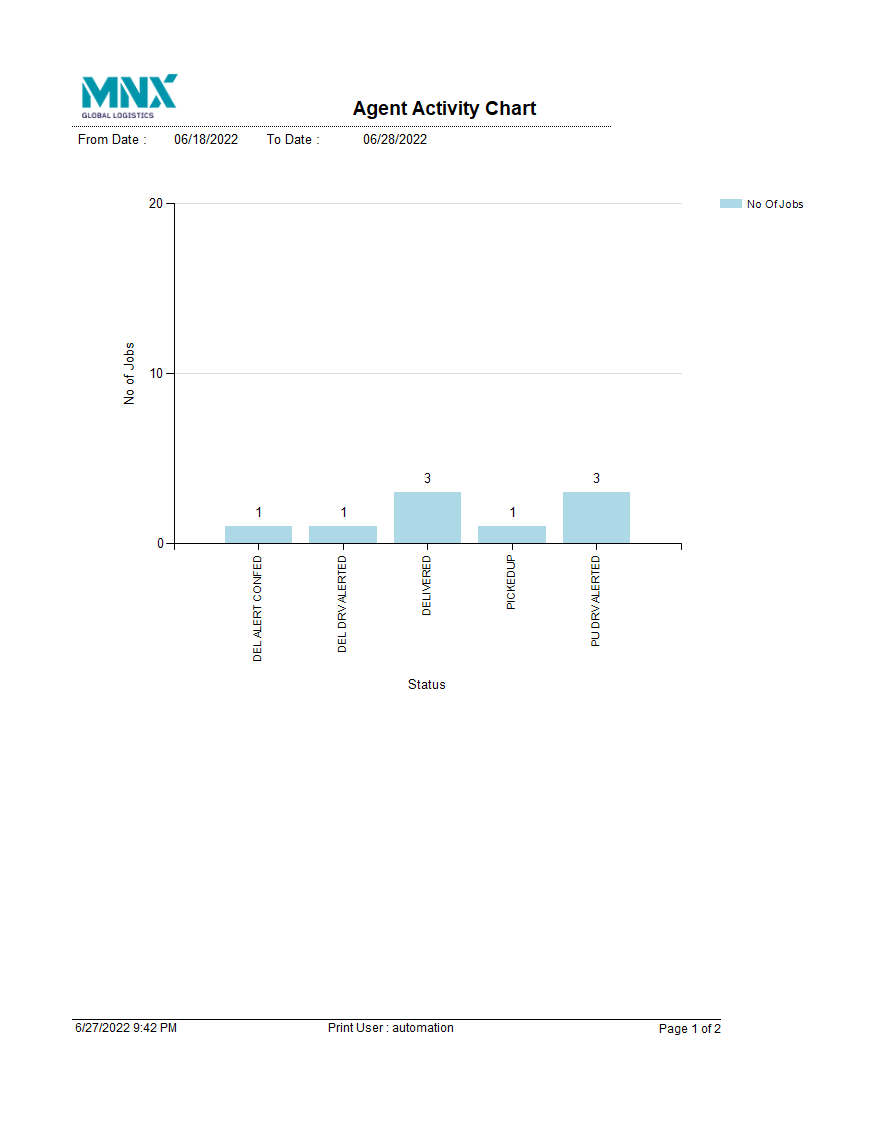 MNX
GLOBAL LOGISTICS
Agent Activity Chart
From Date : 06/18/2022 To Date : 06/28/2022
20
No Of Jobs
No of Jobs
10
3
3
1
1
1
0
DEL ALERT CONFED
DEL DRV ALERTED
DELIVERED
PICKEDUP
PU DRV ALERTED
Status
6/27/2022 9:42 PM Print User : automation Page 1 of 2